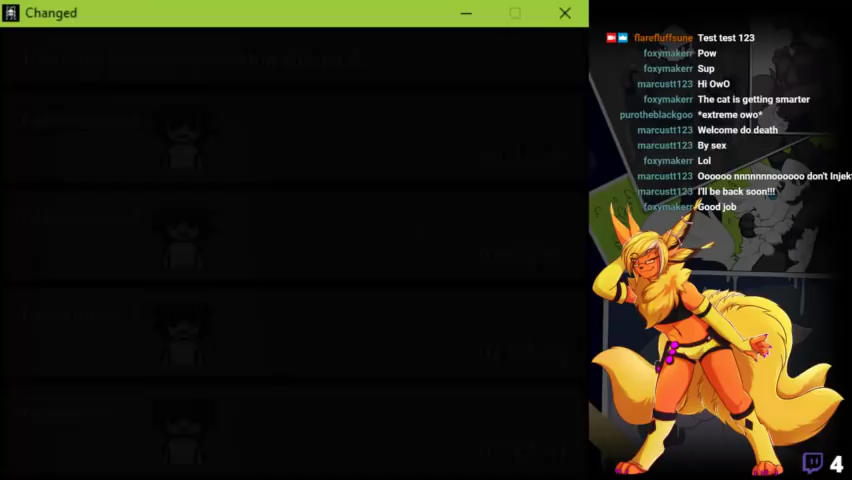 Changed
flarefluffsune Test test 123
foxymakerr Pow
foxymakerr Sup
marcustt123 Hi OwO
foxymakerr The cat is getting smarter
purotheblackgoo *extreme owo*
marcustt123 Welcome do death
marcustt123 By sex
foxymakerr Lol
marcustt123 Oooooo nnnnnnnoooooo don't Injekt
marcustt123 I'll be back soon!!!
foxymakerr Good job
4